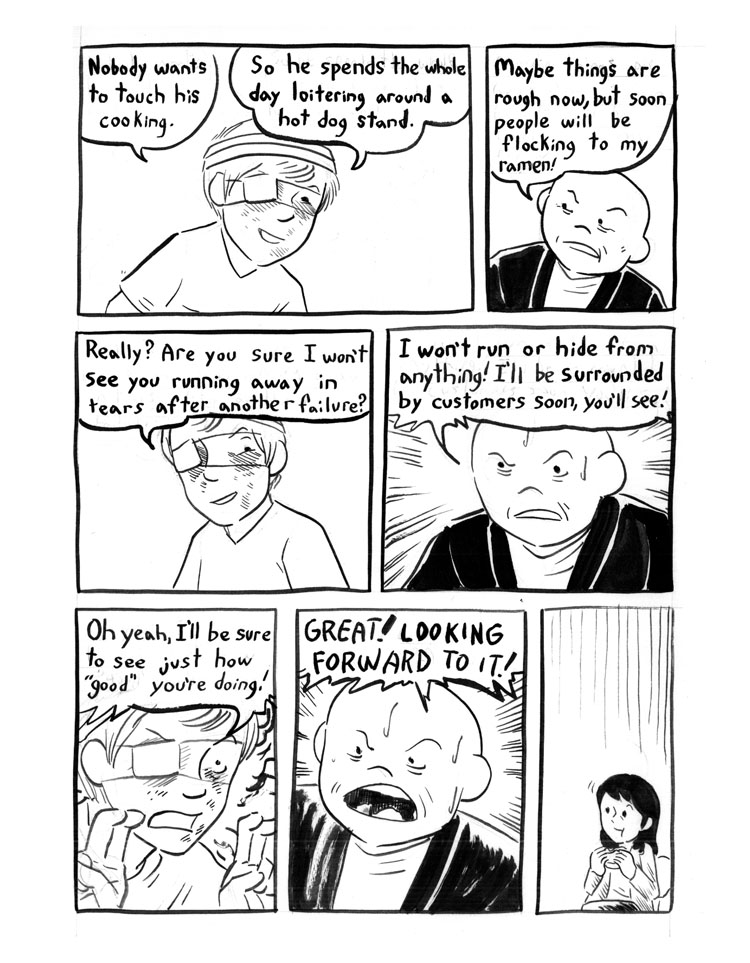 Nobody wants
to touch his
cooking.
So he spends the whole
day loitering around a
hot dog stand.
Maybe things are
rough now, but soon
people will be
flocking to my
ramen!
Really? Are you sure I won't
see you running away in
tears after another failure?
I won't run or hide from
anything! I'll be surrounded
by customers soon, you'll see!
Oh yeah, I'll be sure
to see just how
"good" you're doing!
GREAT! LOOKING
FORWARD TO IT!